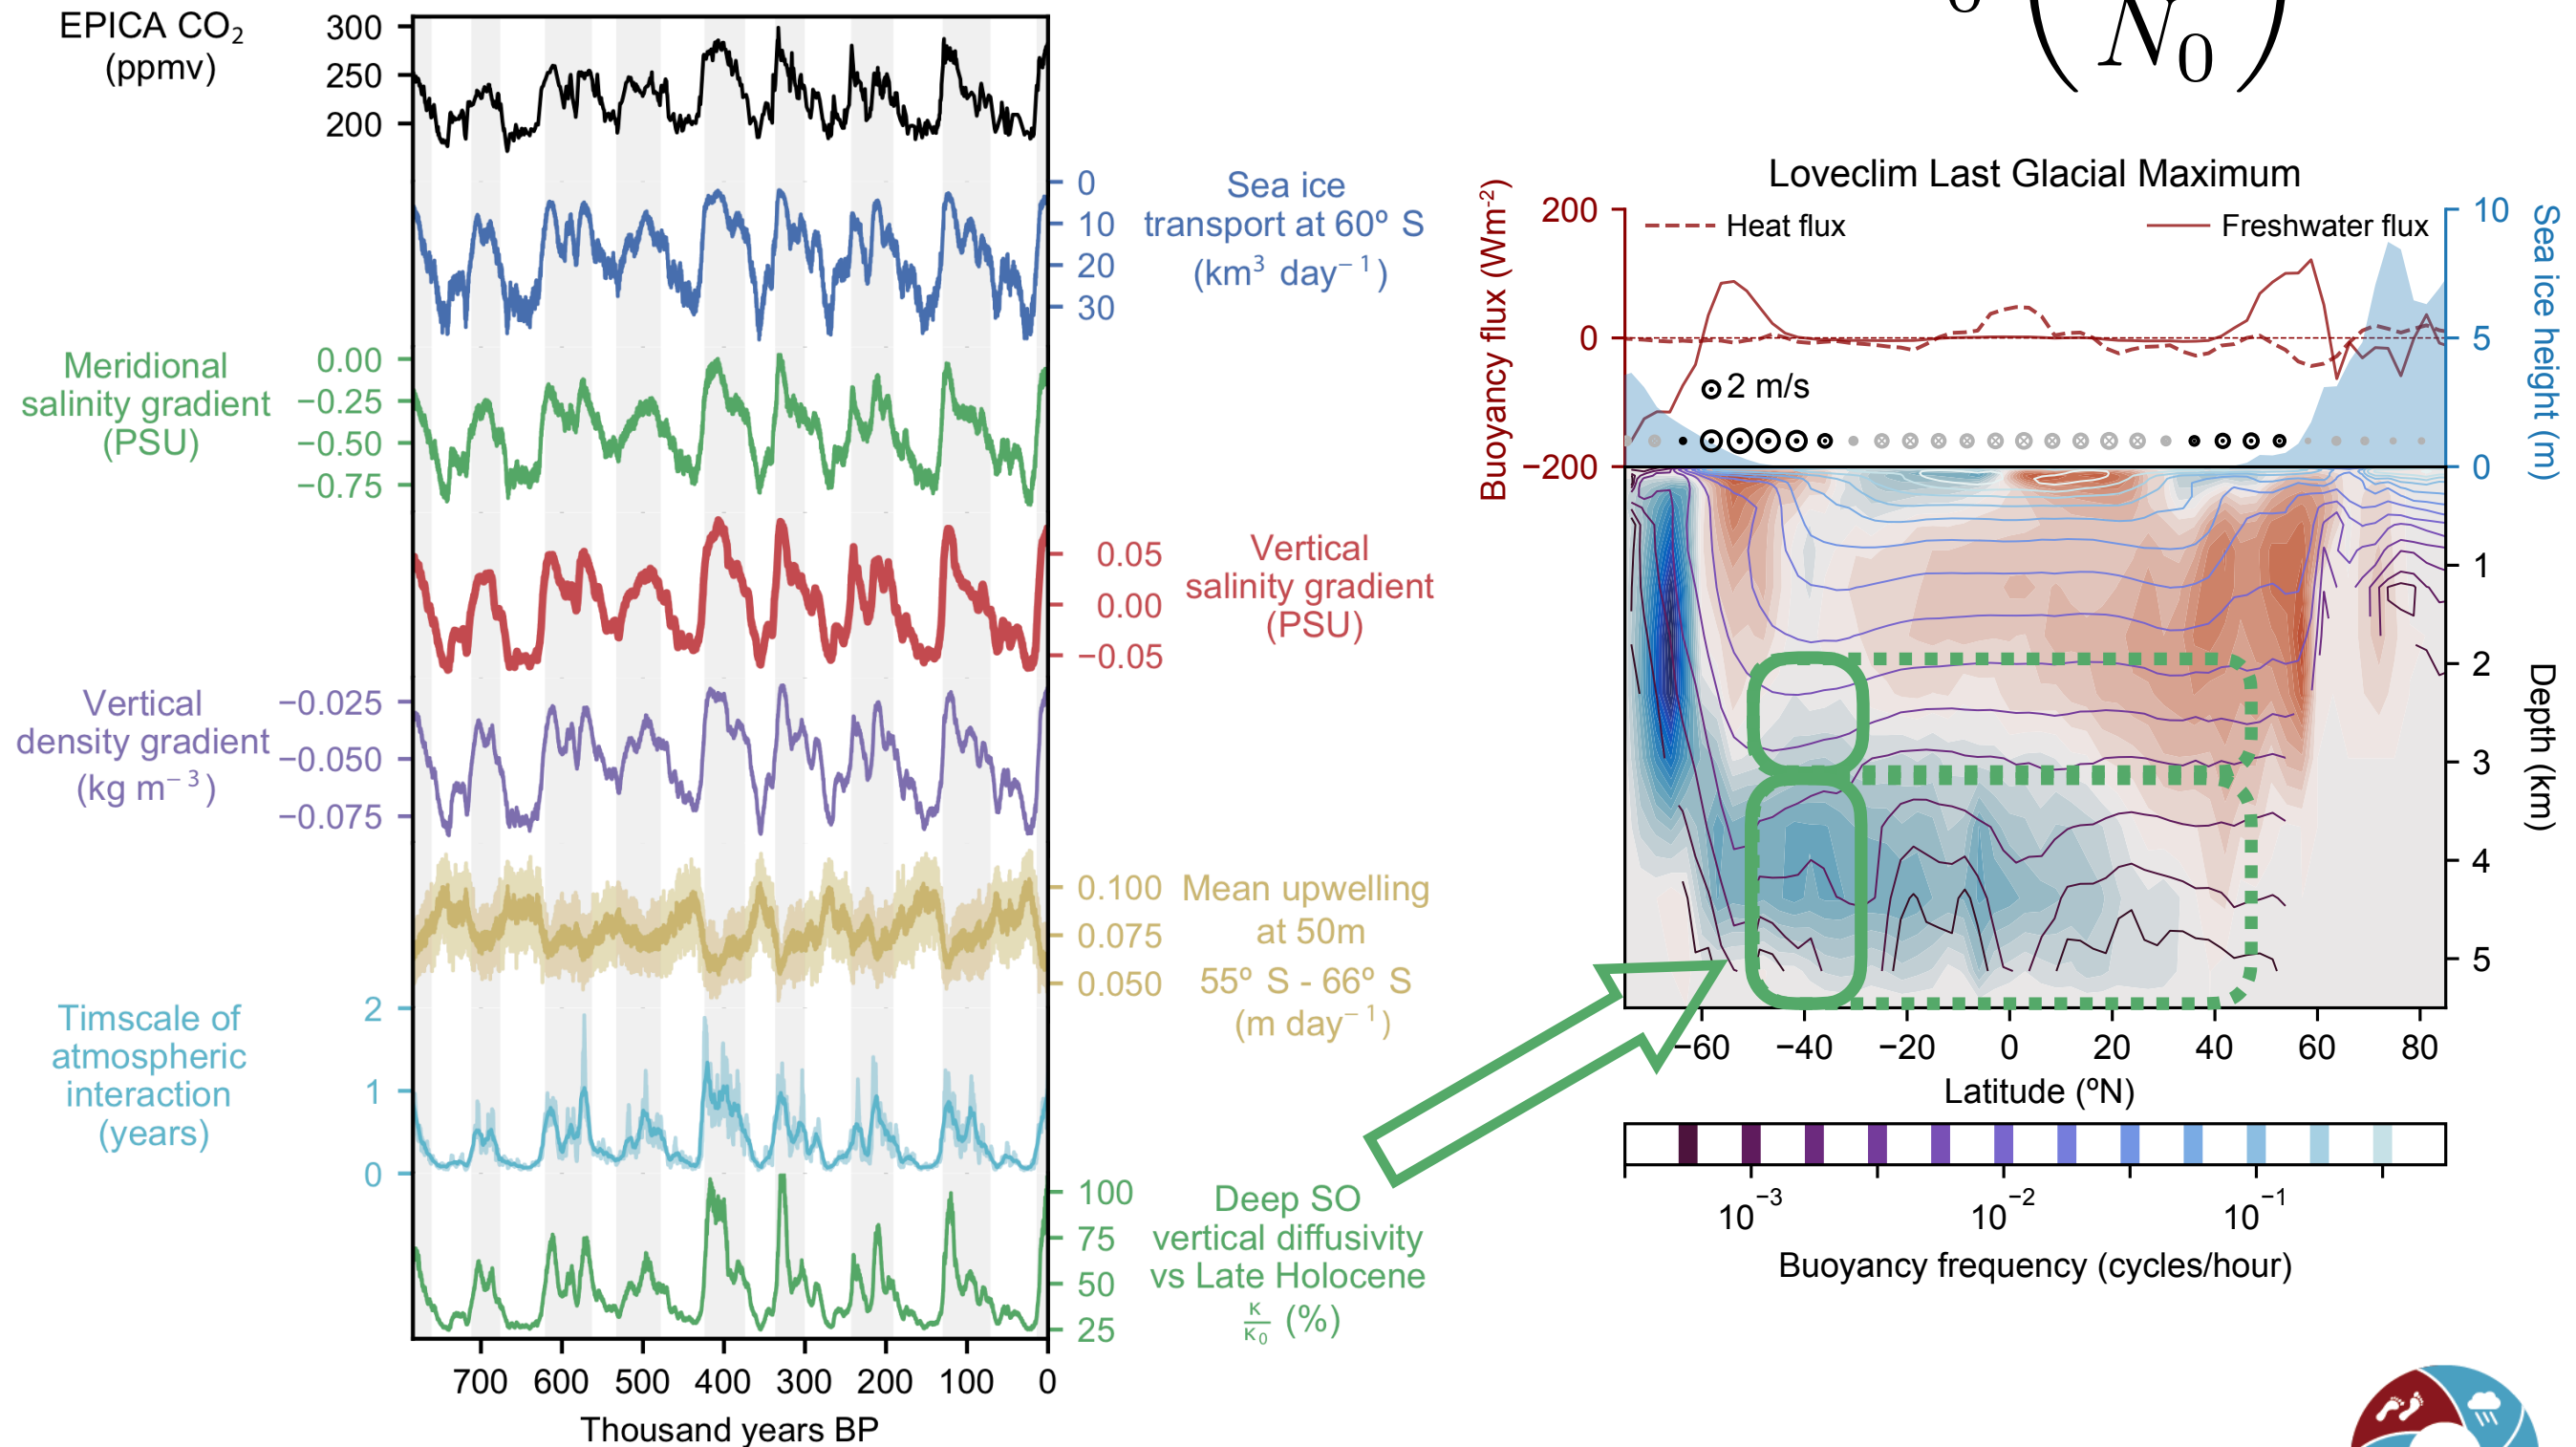 EPICA CO₂
(ppmv)
300
250
200
0
10
20
30
Sea ice
transport at 60º S
(km³ day⁻¹)
Meridional
salinity gradient
(PSU)
0.00
−0.25
−0.50
−0.75
0.05
0.00
−0.05
Vertical
salinity gradient
(PSU)
Vertical
density gradient
(kg m⁻³)
−0.025
−0.050
−0.075
0.100
0.075
0.050
Mean upwelling
at 50m
55º S - 66º S
(m day⁻¹)
Timscale of
atmospheric
interaction
(years)
2
1
0
100
75
50
25
Deep SO
vertical diffusivity
vs Late Holocene
κ/κ₀ (%)
700 600 500 400 300 200 100 0
Thousand years BP
N₀
Loveclim Last Glacial Maximum
Buoyancy flux (Wm⁻²)
200
0
−200
Heat flux
Freshwater flux
2 m/s
10
5
0
Sea ice height (m)
1
2
3
4
5
Depth (km)
−60 −40 −20 0 20 40 60 80
Latitude (ºN)
10⁻³ 10⁻² 10⁻¹
Buoyancy frequency (cycles/hour)